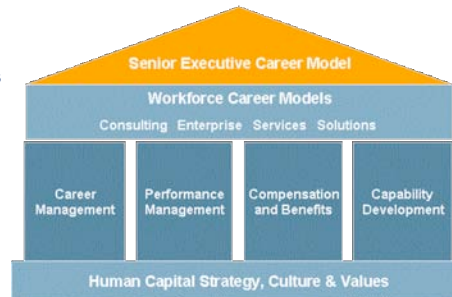 Senior Executive Career Model
Workforce Career Models
Consulting Enterprise Services Solutions
Career
Management
Performance
Management
Compensation
and Benefits
Capability
Development
Human Capital Strategy, Culture & Values